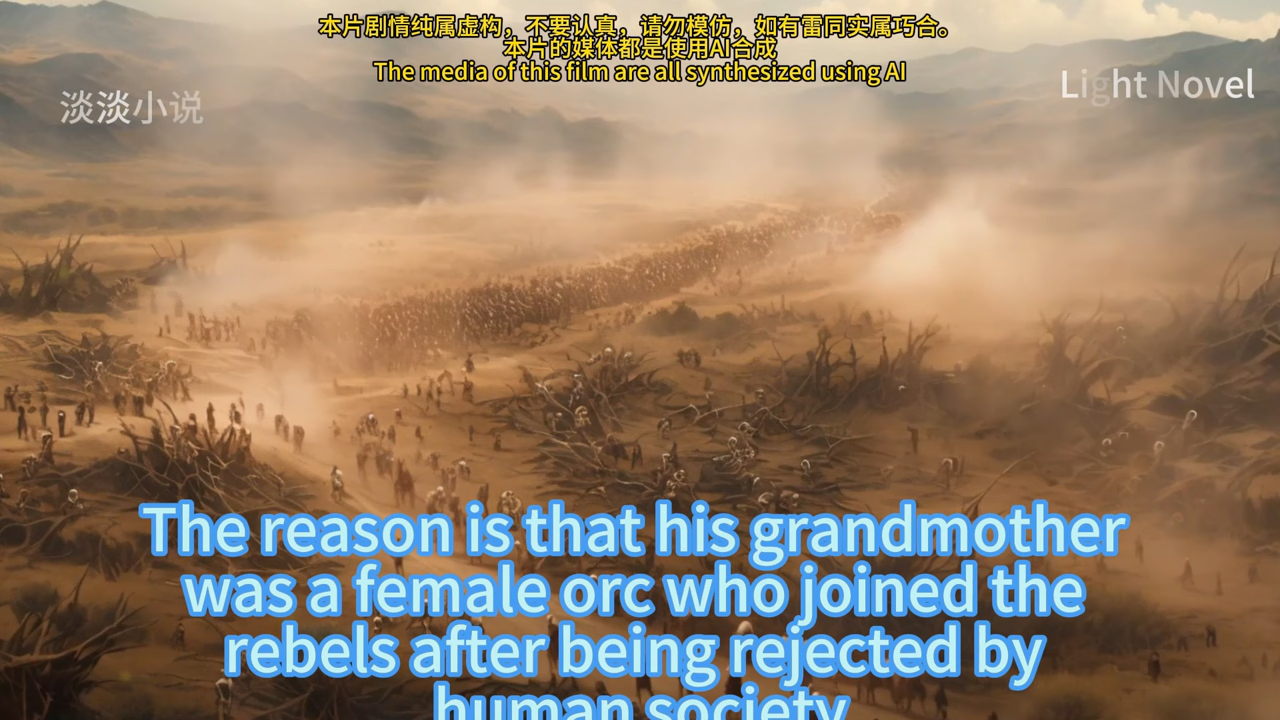 本片剧情纯属虚构，不要认真，请勿模仿，如有雷同实属巧合。
本片的媒体都是使用AI合成
The media of this film are all synthesized using AI
淡淡小说
Light Novel
The reason is that his grandmother
was a female orc who joined the
rebels after being rejected by
human society